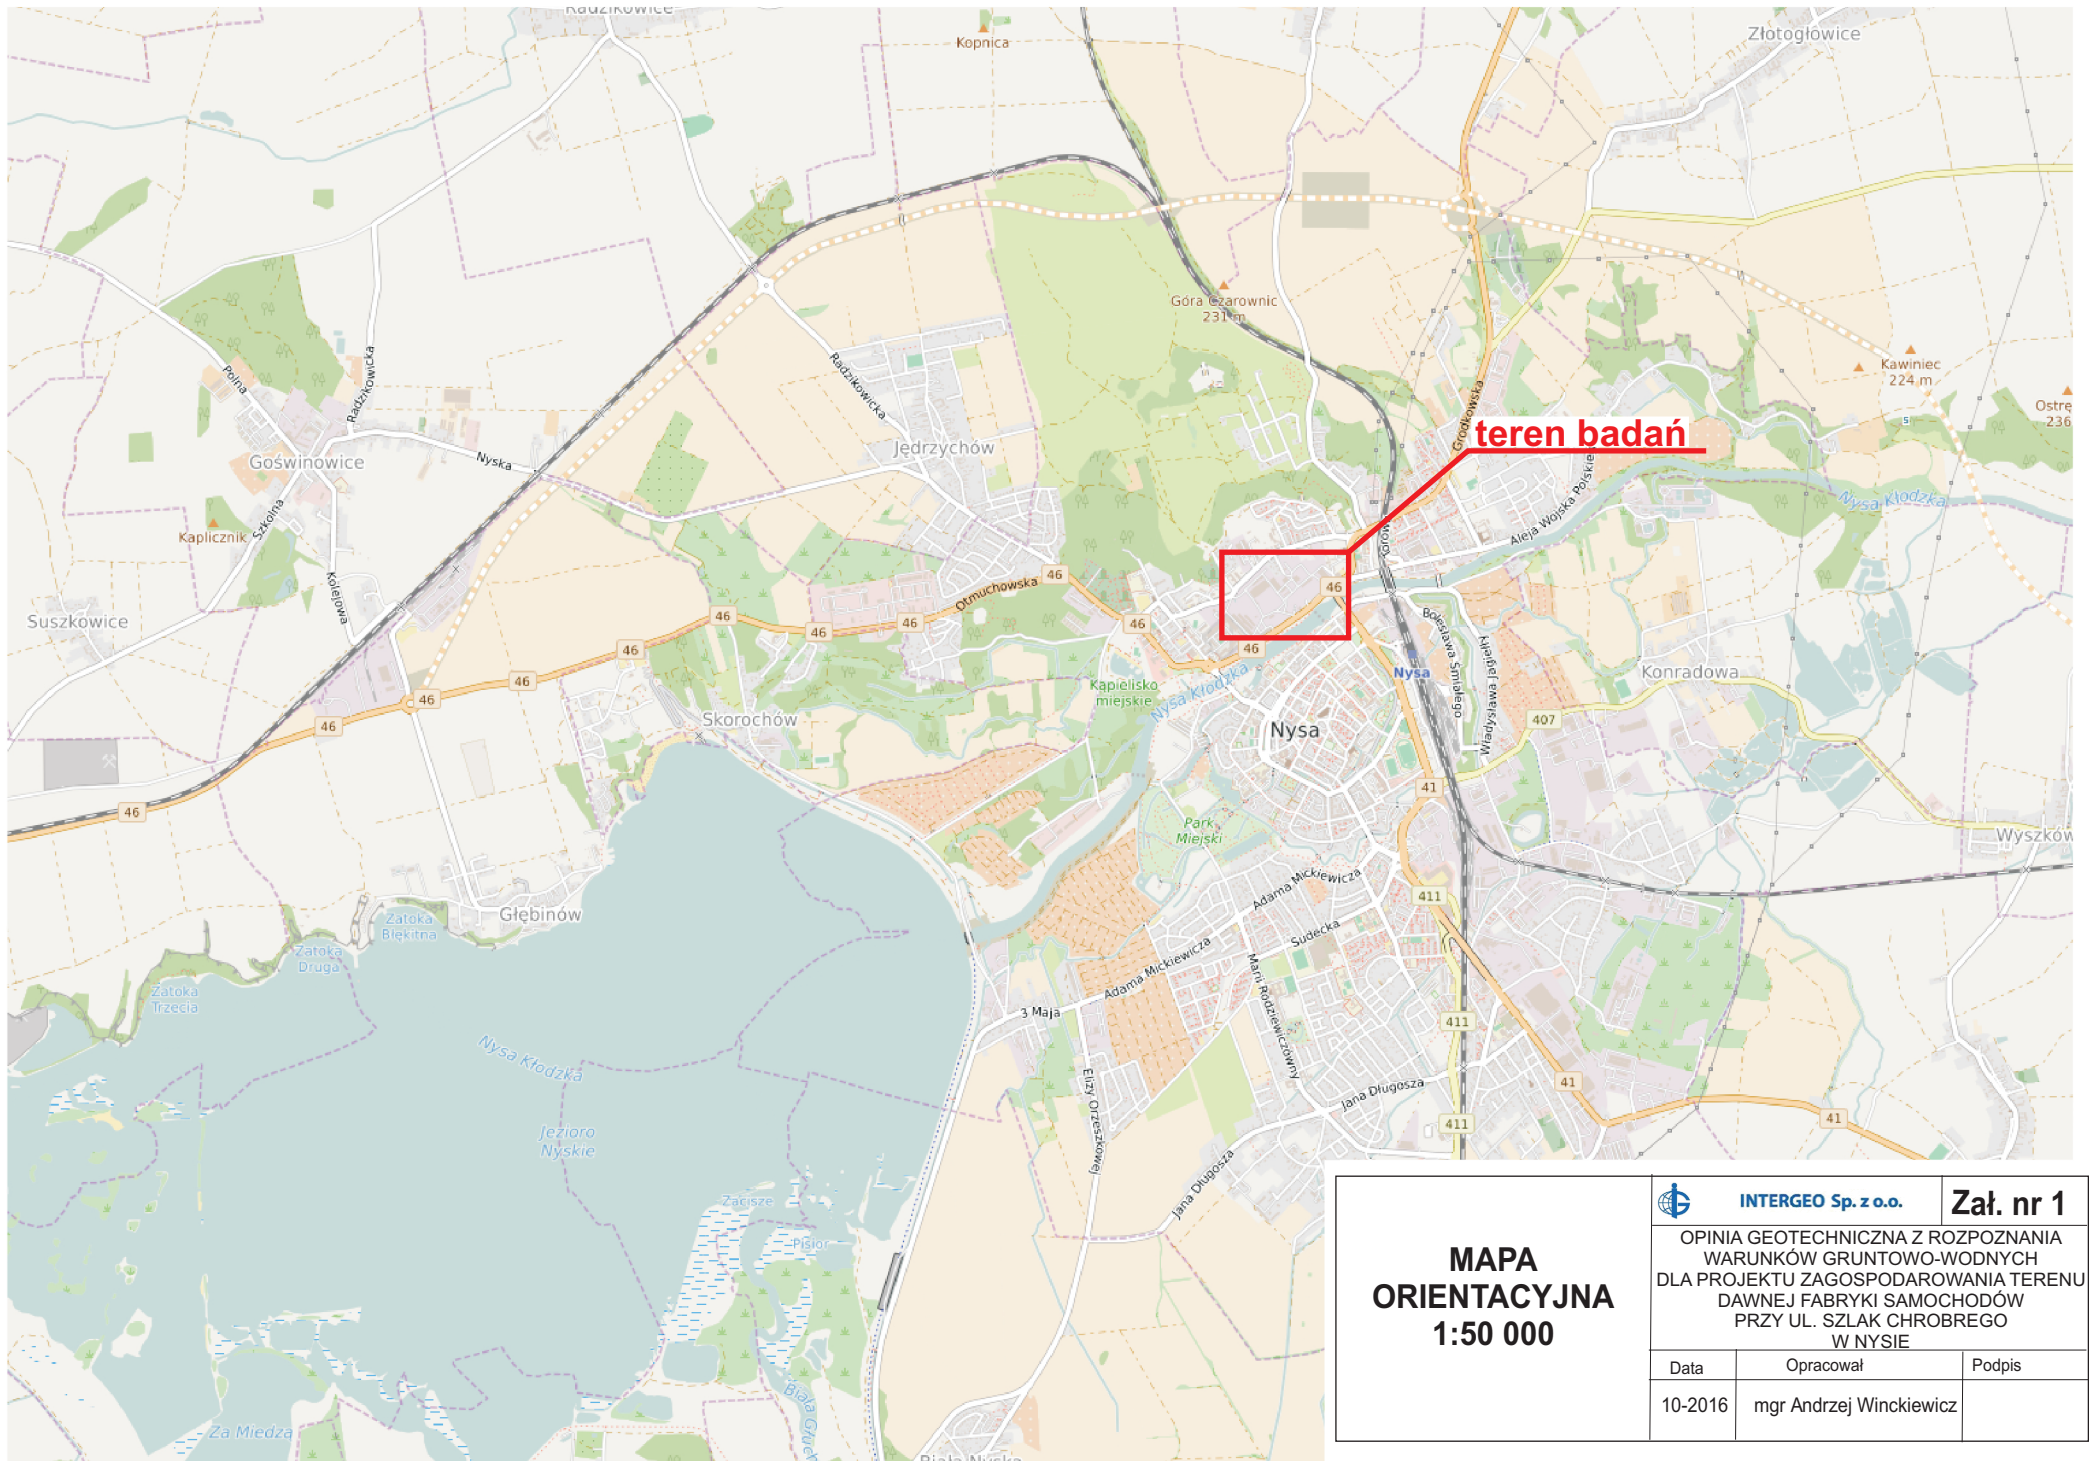 Radzikowice
Kopnica
Złotogłowice
Góra Czarownic
231 m
Kawiniec
224 m
Ostrę
236
Polna
Radzikowicka
Radzikowicka
Grodkowska
teren badań
Goświnowice
Nyska
Jędrzychów
Aleja Wojska Polskie
Nysa Kłodzka
Szkolna
Kaplicznik
Kolejowa
Suszkowice
Otmuchowska
46
46
46
46
46
46
46
46
46
46
46
46
Bolesława Śmiałego
Władysława Jagiełły
Nysa
Konradowa
Kąpielisko
miejskie
Nysa Kłodzka
Skorochów
Nysa
407
41
Park
Miejski
Wyszków
Adama Mickiewicza
411
Sudecka
Głębinów
Zatoka
Błękitna
Zatoka
Druga
Zatoka
Trzecia
Adama Mickiewicza
Marii Rodziewiczówny
3 Maja
411
Nysa Kłodzka
Elizy Orzeszkowej
Jana Długosza
41
41
411
Jezioro
Nyskie
Jana Długosza
Zacisze
Pisior
Biała Głuch
Za Miedza
Biała Nyska
MAPA
ORIENTACYJNA
1:50 000
INTERGEO Sp. z o.o.
Zał. nr 1
OPINIA GEOTECHNICZNA Z ROZPOZNANIA
WARUNKÓW GRUNTOWO-WODNYCH
DLA PROJEKTU ZAGOSPODAROWANIA TERENU
DAWNEJ FABRYKI SAMOCHODÓW
PRZY UL. SZLAK CHROBREGO
W NYSIE
Data
Opracował
Podpis
10-2016
mgr Andrzej Winckiewicz